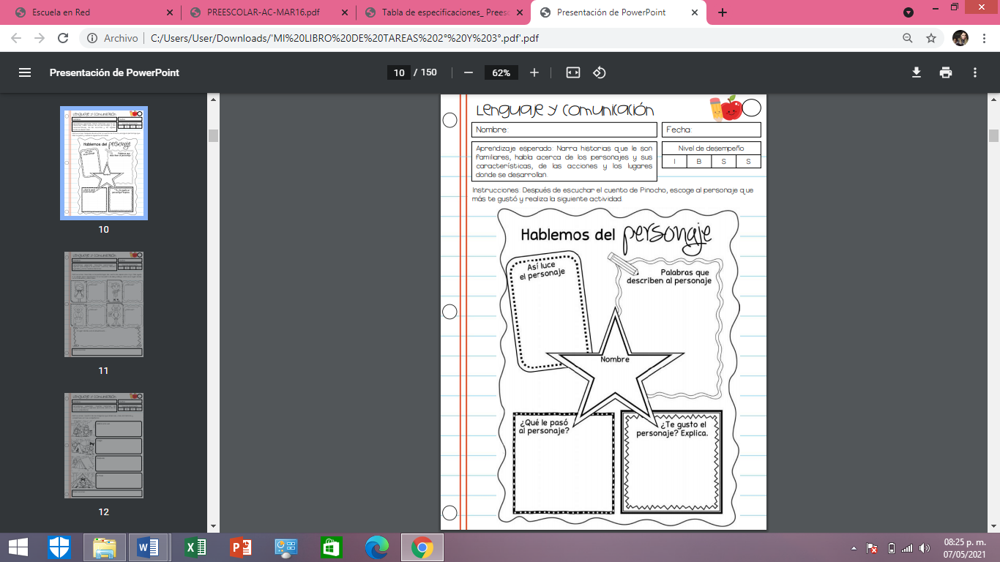 Escuela en Red
PREESCOLAR-AC-MAR16.pdf
Tabla de especificaciones_ Preesc
Presentación de PowerPoint
Archivo
C:/Users/User/Downloads/'MI%20LIBRO%20DE%20TAREAS%202°%20Y%203°.pdf'.pdf
Presentación de PowerPoint
10 / 150
62%
10
11
12
Lenguaje y comunicación
Nombre:
Fecha:
Aprendizaje esperado: Narra historias que le son
familiares, habla acerca de los personajes y sus
características, de las acciones y los lugares
donde se desarrollan.
Nivel de desempeño
I B S S
Instrucciones: Después de escuchar el cuento de Pinocho, escoge al personaje que
más te gustó y realiza la siguiente actividad.
Hablemos del personaje
Así luce
el personaje
Palabras que
describen al personaje
Nombre
¿Qué le pasó
al personaje?
¿Te gusto el
personaje? Explica.
08:25 p. m.
07/05/2021